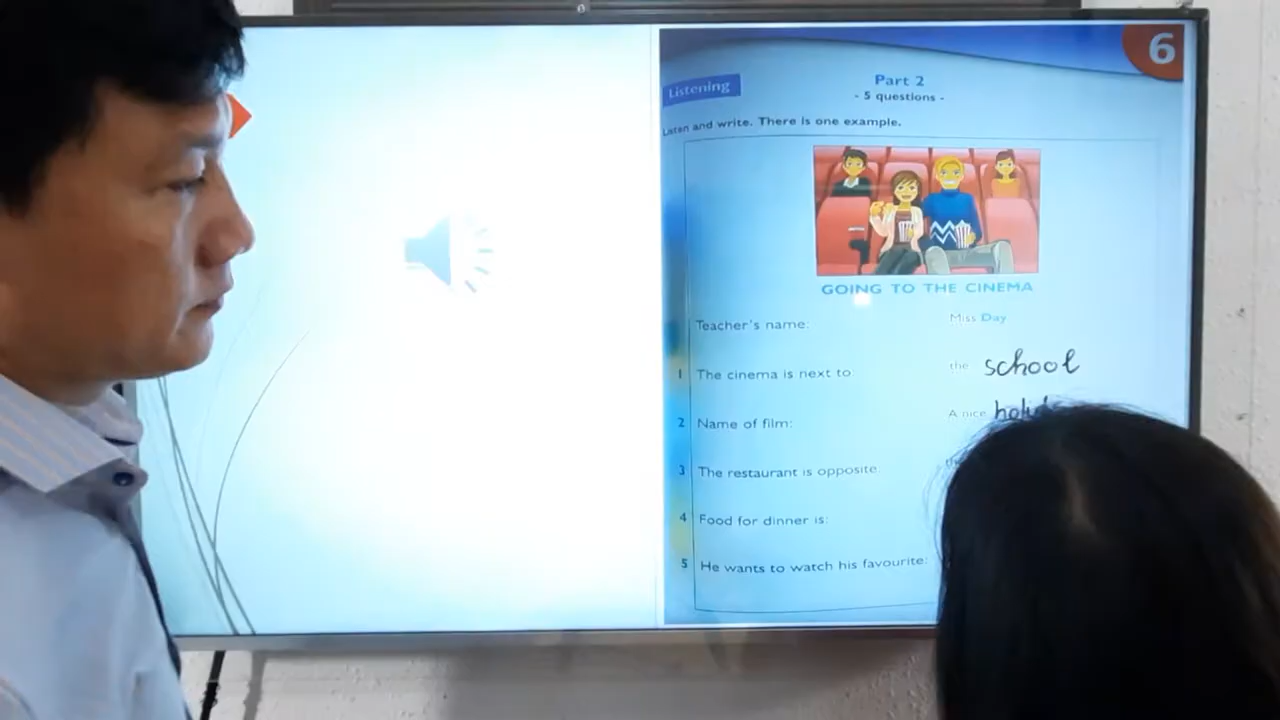 6
Listening
Part 2
- 5 questions -
Listen and write. There is one example.
GOING TO THE CINEMA
Teacher's name: Miss Day
1 The cinema is next to: the school
2 Name of film: A nice
3 The restaurant is opposite:
4 Food for dinner is:
5 He wants to watch his favourite: